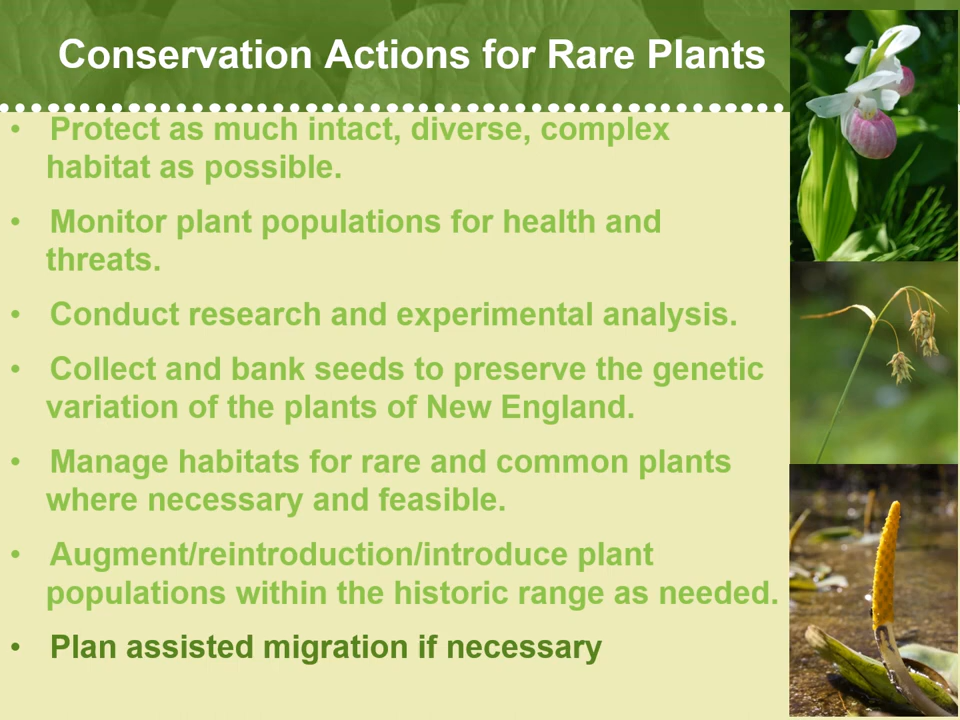 Conservation Actions for Rare Plants
• Protect as much intact, diverse, complex
habitat as possible.
• Monitor plant populations for health and
threats.
• Conduct research and experimental analysis.
• Collect and bank seeds to preserve the genetic
variation of the plants of New England.
• Manage habitats for rare and common plants
where necessary and feasible.
• Augment/reintroduction/introduce plant
populations within the historic range as needed.
• Plan assisted migration if necessary